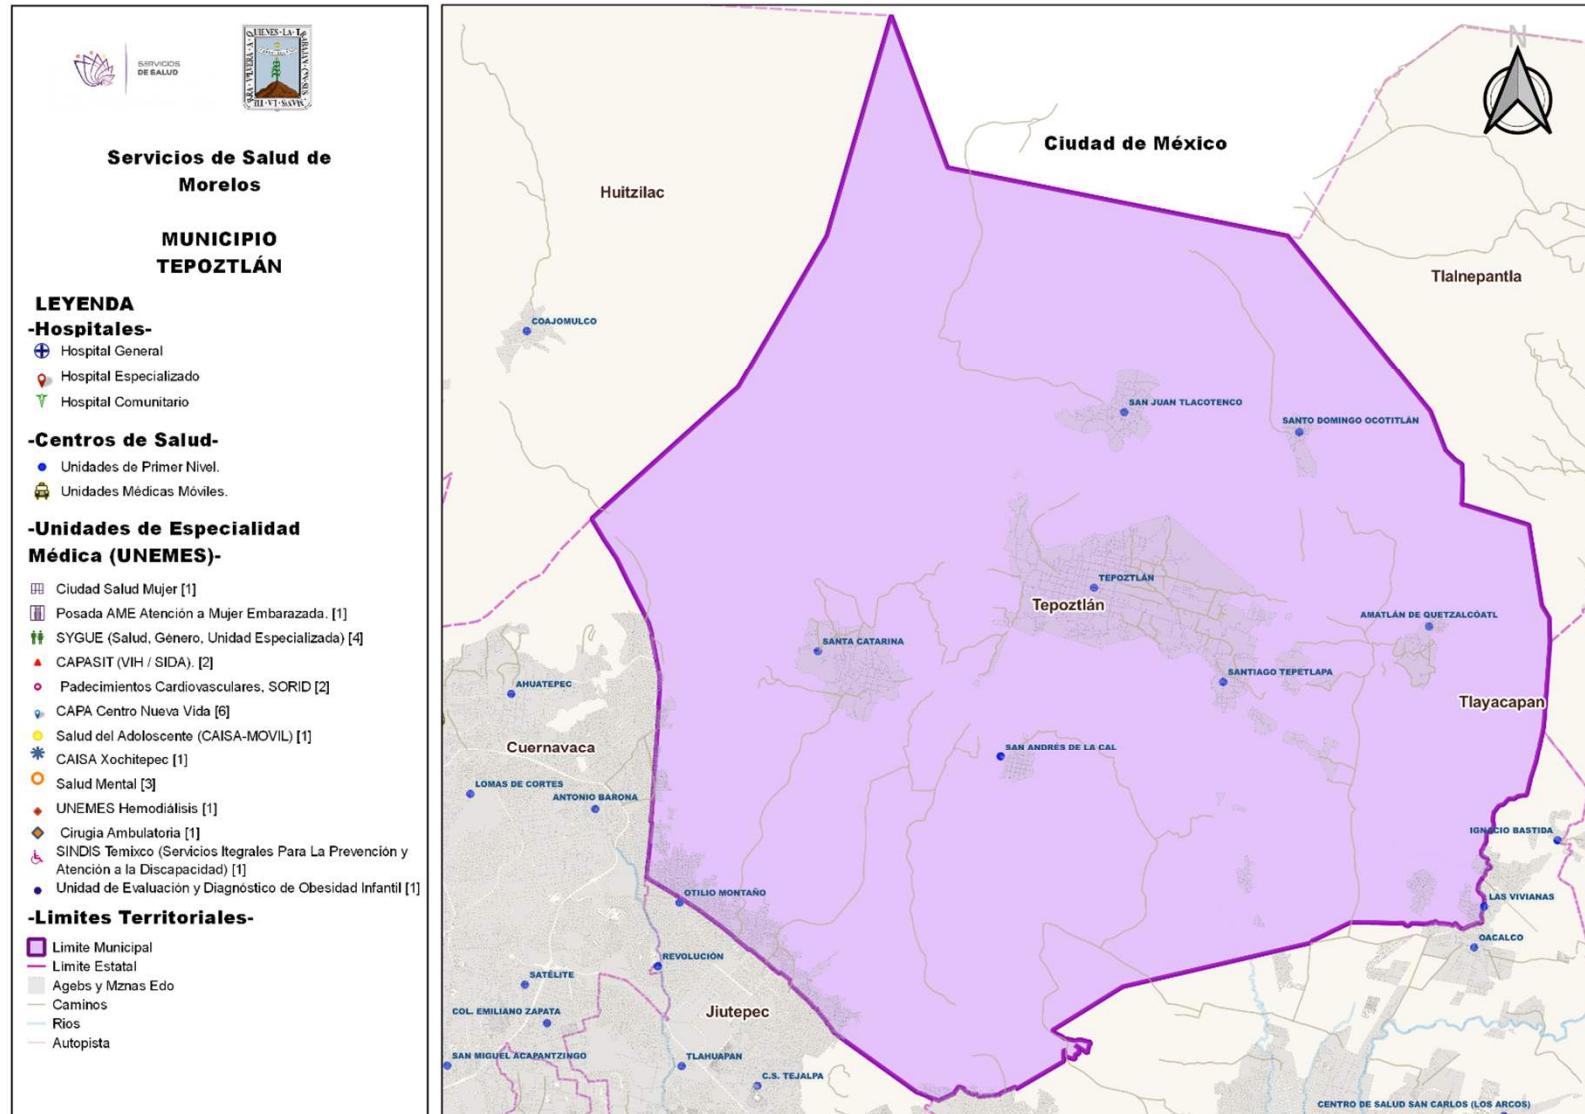 SERVICIOS
DE SALUD
Servicios de Salud de
Morelos
MUNICIPIO
TEPOZTLÁN
LEYENDA
-Hospitales-
Hospital General
Hospital Especializado
Hospital Comunitario
-Centros de Salud-
Unidades de Primer Nivel.
Unidades Médicas Móviles.
-Unidades de Especialidad
Médica (UNEMES)-
Ciudad Salud Mujer [1]
Posada AME Atención a Mujer Embarazada. [1]
SYGUE (Salud, Género, Unidad Especializada) [4]
CAPASIT (VIH / SIDA). [2]
Padecimientos Cardiovasculares, SORID [2]
CAPA Centro Nueva Vida [6]
Salud del Adoloscente (CAISA-MOVIL) [1]
CAISA Xochitepec [1]
Salud Mental [3]
UNEMES Hemodiálisis [1]
Cirugia Ambulatoria [1]
SINDIS Temixco (Servicios Itegrales Para La Prevención y
Atención a la Discapacidad) [1]
Unidad de Evaluación y Diagnóstico de Obesidad Infantil [1]
-Limites Territoriales-
Limite Municipal
Limite Estatal
Agebs y Mznas Edo
Caminos
Rios
Autopista
N
Ciudad de México
Huitzilac
Tlalnepantla
COAJOMULCO
SAN JUAN TLACOTENCO
SANTO DOMINGO OCOTITLÁN
TEPOZTLÁN
Tepoztlán
AMATLÁN DE QUETZALCÓATL
SANTA CATARINA
SANTIAGO TEPETLAPA
AHUATEPEC
Tlayacapan
Cuernavaca
SAN ANDRÉS DE LA CAL
LOMAS DE CORTES
ANTONIO BARONA
IGNACIO BASTIDA
OTILIO MONTAÑO
LAS VIVIANAS
OACALCO
REVOLUCIÓN
SATÉLITE
COL. EMILIANO ZAPATA
Jiutepec
SAN MIGUEL ACAPANTZINGO
TLAHUAPAN
C.S. TEJALPA
CENTRO DE SALUD SAN CARLOS (LOS ARCOS)